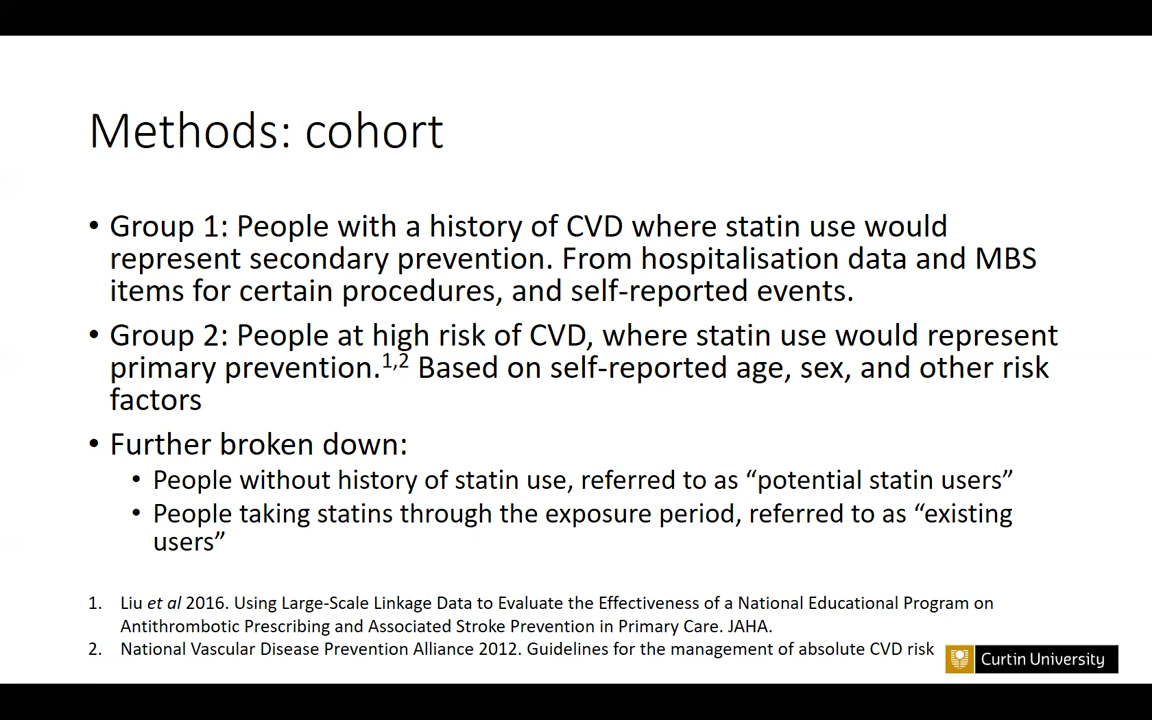 Methods: cohort
• Group 1: People with a history of CVD where statin use would
represent secondary prevention. From hospitalisation data and MBS
items for certain procedures, and self-reported events.
• Group 2: People at high risk of CVD, where statin use would represent
primary prevention.1,2 Based on self-reported age, sex, and other risk
factors
• Further broken down:
• People without history of statin use, referred to as “potential statin users”
• People taking statins through the exposure period, referred to as “existing
users”
1. Liu et al 2016. Using Large-Scale Linkage Data to Evaluate the Effectiveness of a National Educational Program on
Antithrombotic Prescribing and Associated Stroke Prevention in Primary Care. JAHA.
2. National Vascular Disease Prevention Alliance 2012. Guidelines for the management of absolute CVD risk
Curtin University